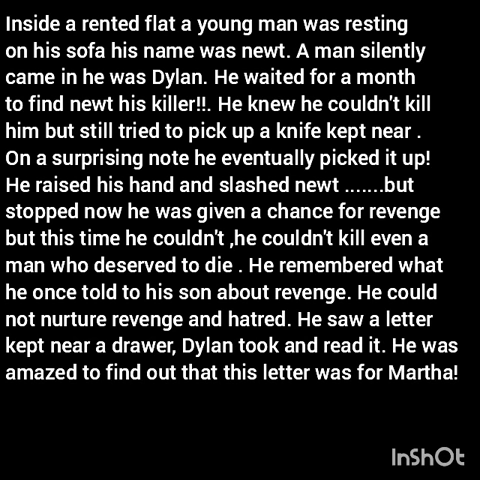 Inside a rented flat a young man was resting
on his sofa his name was newt. A man silently
came in he was Dylan. He waited for a month
to find newt his killer!!. He knew he couldn't kill
him but still tried to pick up a knife kept near .
On a surprising note he eventually picked it up!
He raised his hand and slashed newt .......but
stopped now he was given a chance for revenge
but this time he couldn't ,he couldn't kill even a
man who deserved to die . He remembered what
he once told to his son about revenge. He could
not nurture revenge and hatred. He saw a letter
kept near a drawer, Dylan took and read it. He was
amazed to find out that this letter was for Martha!
InShOt